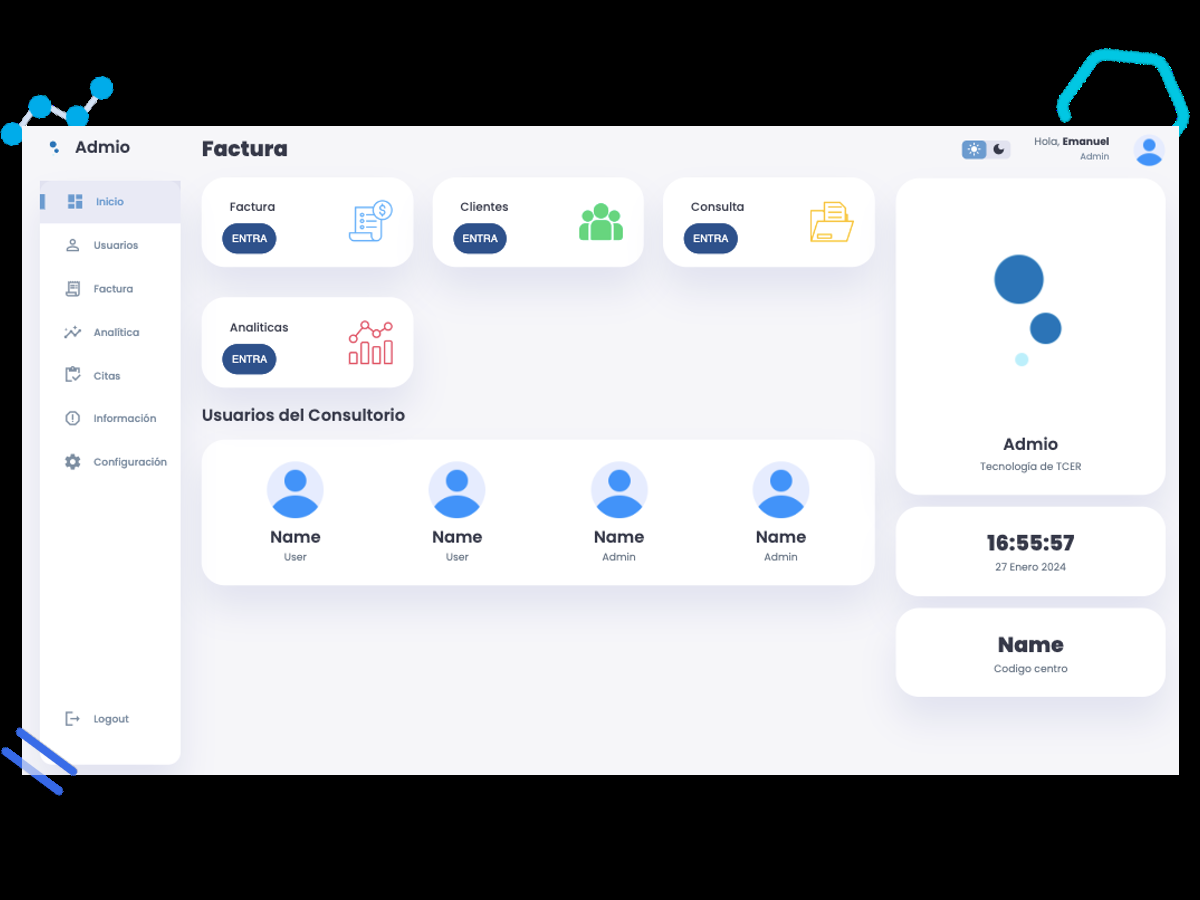 Admio
Inicio
Usuarios
Factura
Analítica
Citas
Información
Configuración
Logout
Factura
Hola, Emanuel
Admin
Factura
ENTRA
Clientes
ENTRA
Consulta
ENTRA
Analiticas
ENTRA
Usuarios del Consultorio
Name
User
Name
User
Name
Admin
Name
Admin
Admio
Tecnología de TCER
16:55:57
27 Enero 2024
Name
Codigo centro